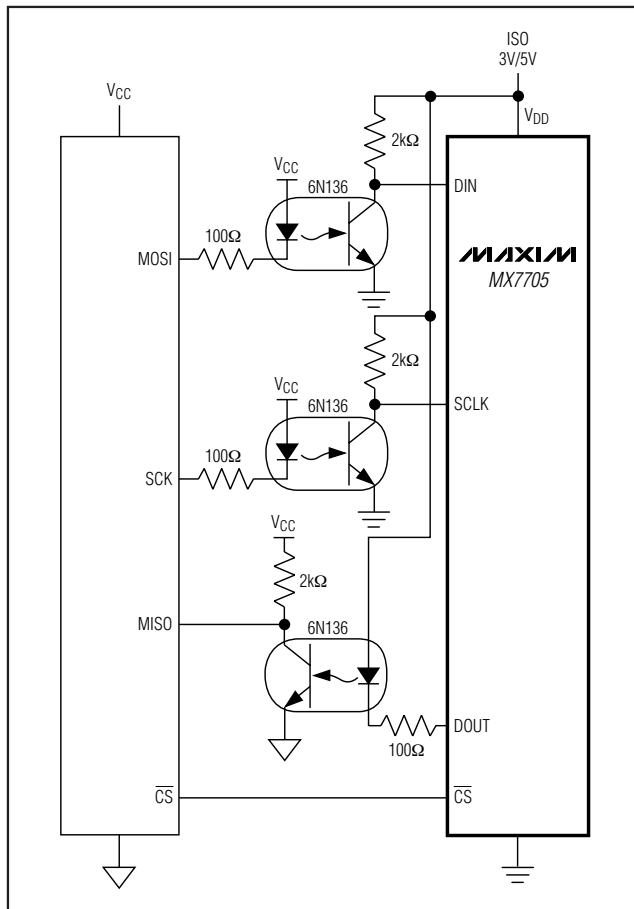 ISO
3V/5V
VCC
VDD
2kΩ
VCC
6N136
DIN
100Ω
MOSI
MAXIM
MX7705
2kΩ
VCC
6N136
SCLK
100Ω
SCK
VCC
2kΩ
MISO
6N136
DOUT
100Ω
CS
CS